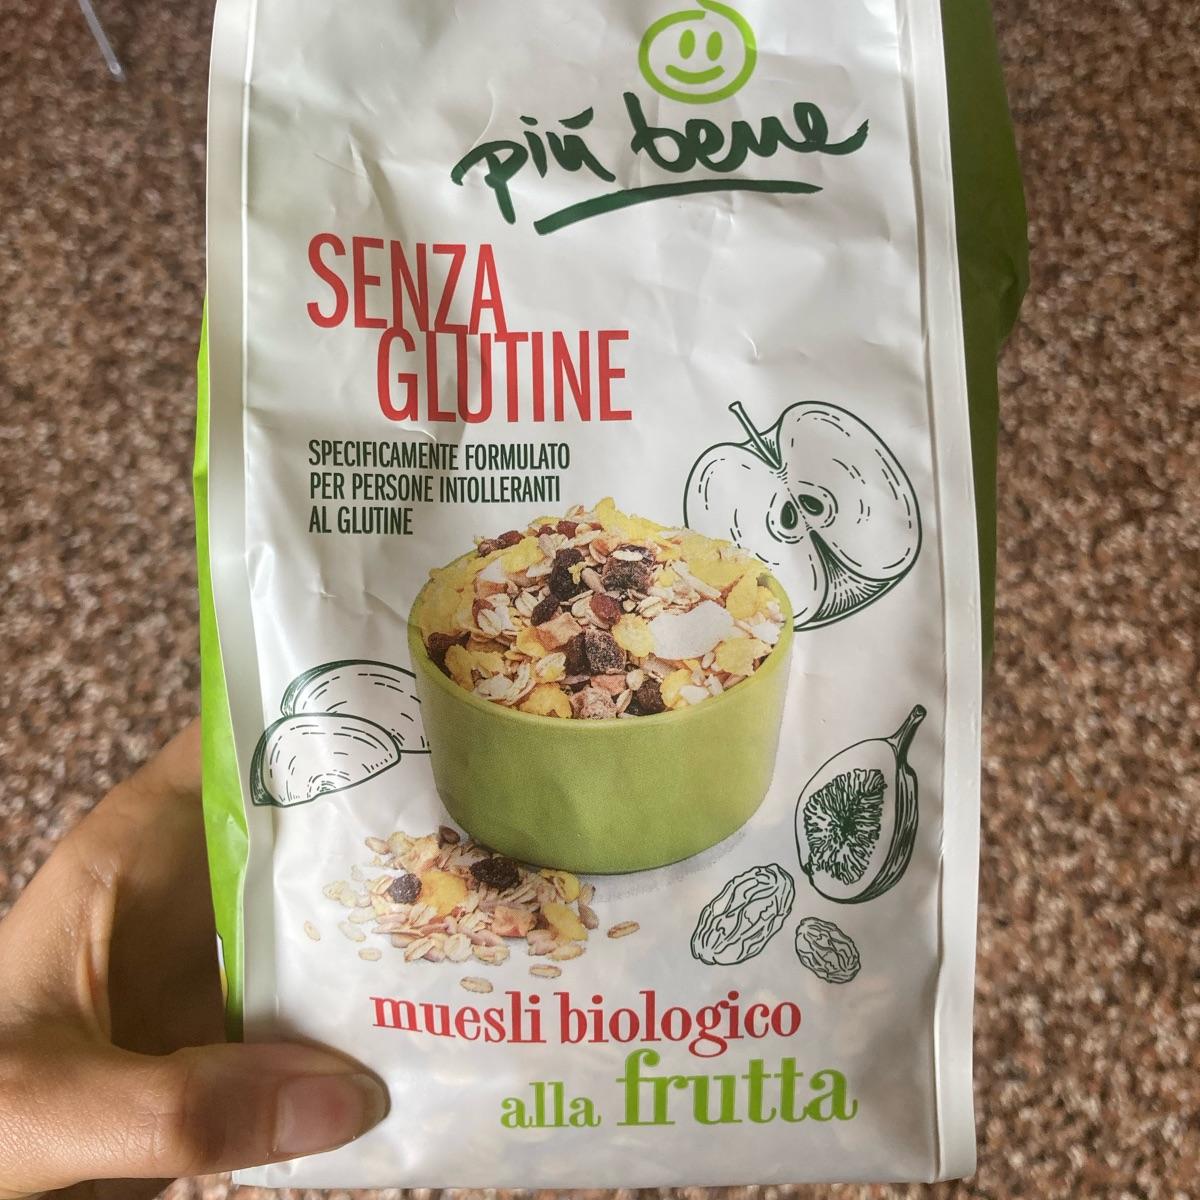 più bene
SENZA
GLUTINE
SPECIFICAMENTE FORMULATO
PER PERSONE INTOLLERANTI
AL GLUTINE
muesli biologico
alla frutta